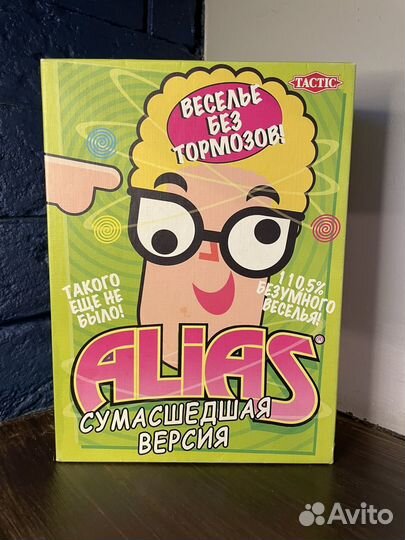 TACTIC
ВЕСЕЛЬЕ
БЕЗ
ТОРМОЗОВ!
ТАКОГО
ЕЩЕ НЕ
БЫЛО!
110,5%
БЕЗУМНОГО
ВЕСЕЛЬЯ!
ALIAS®
СУМАСШЕДШАЯ
ВЕРСИЯ
Avito